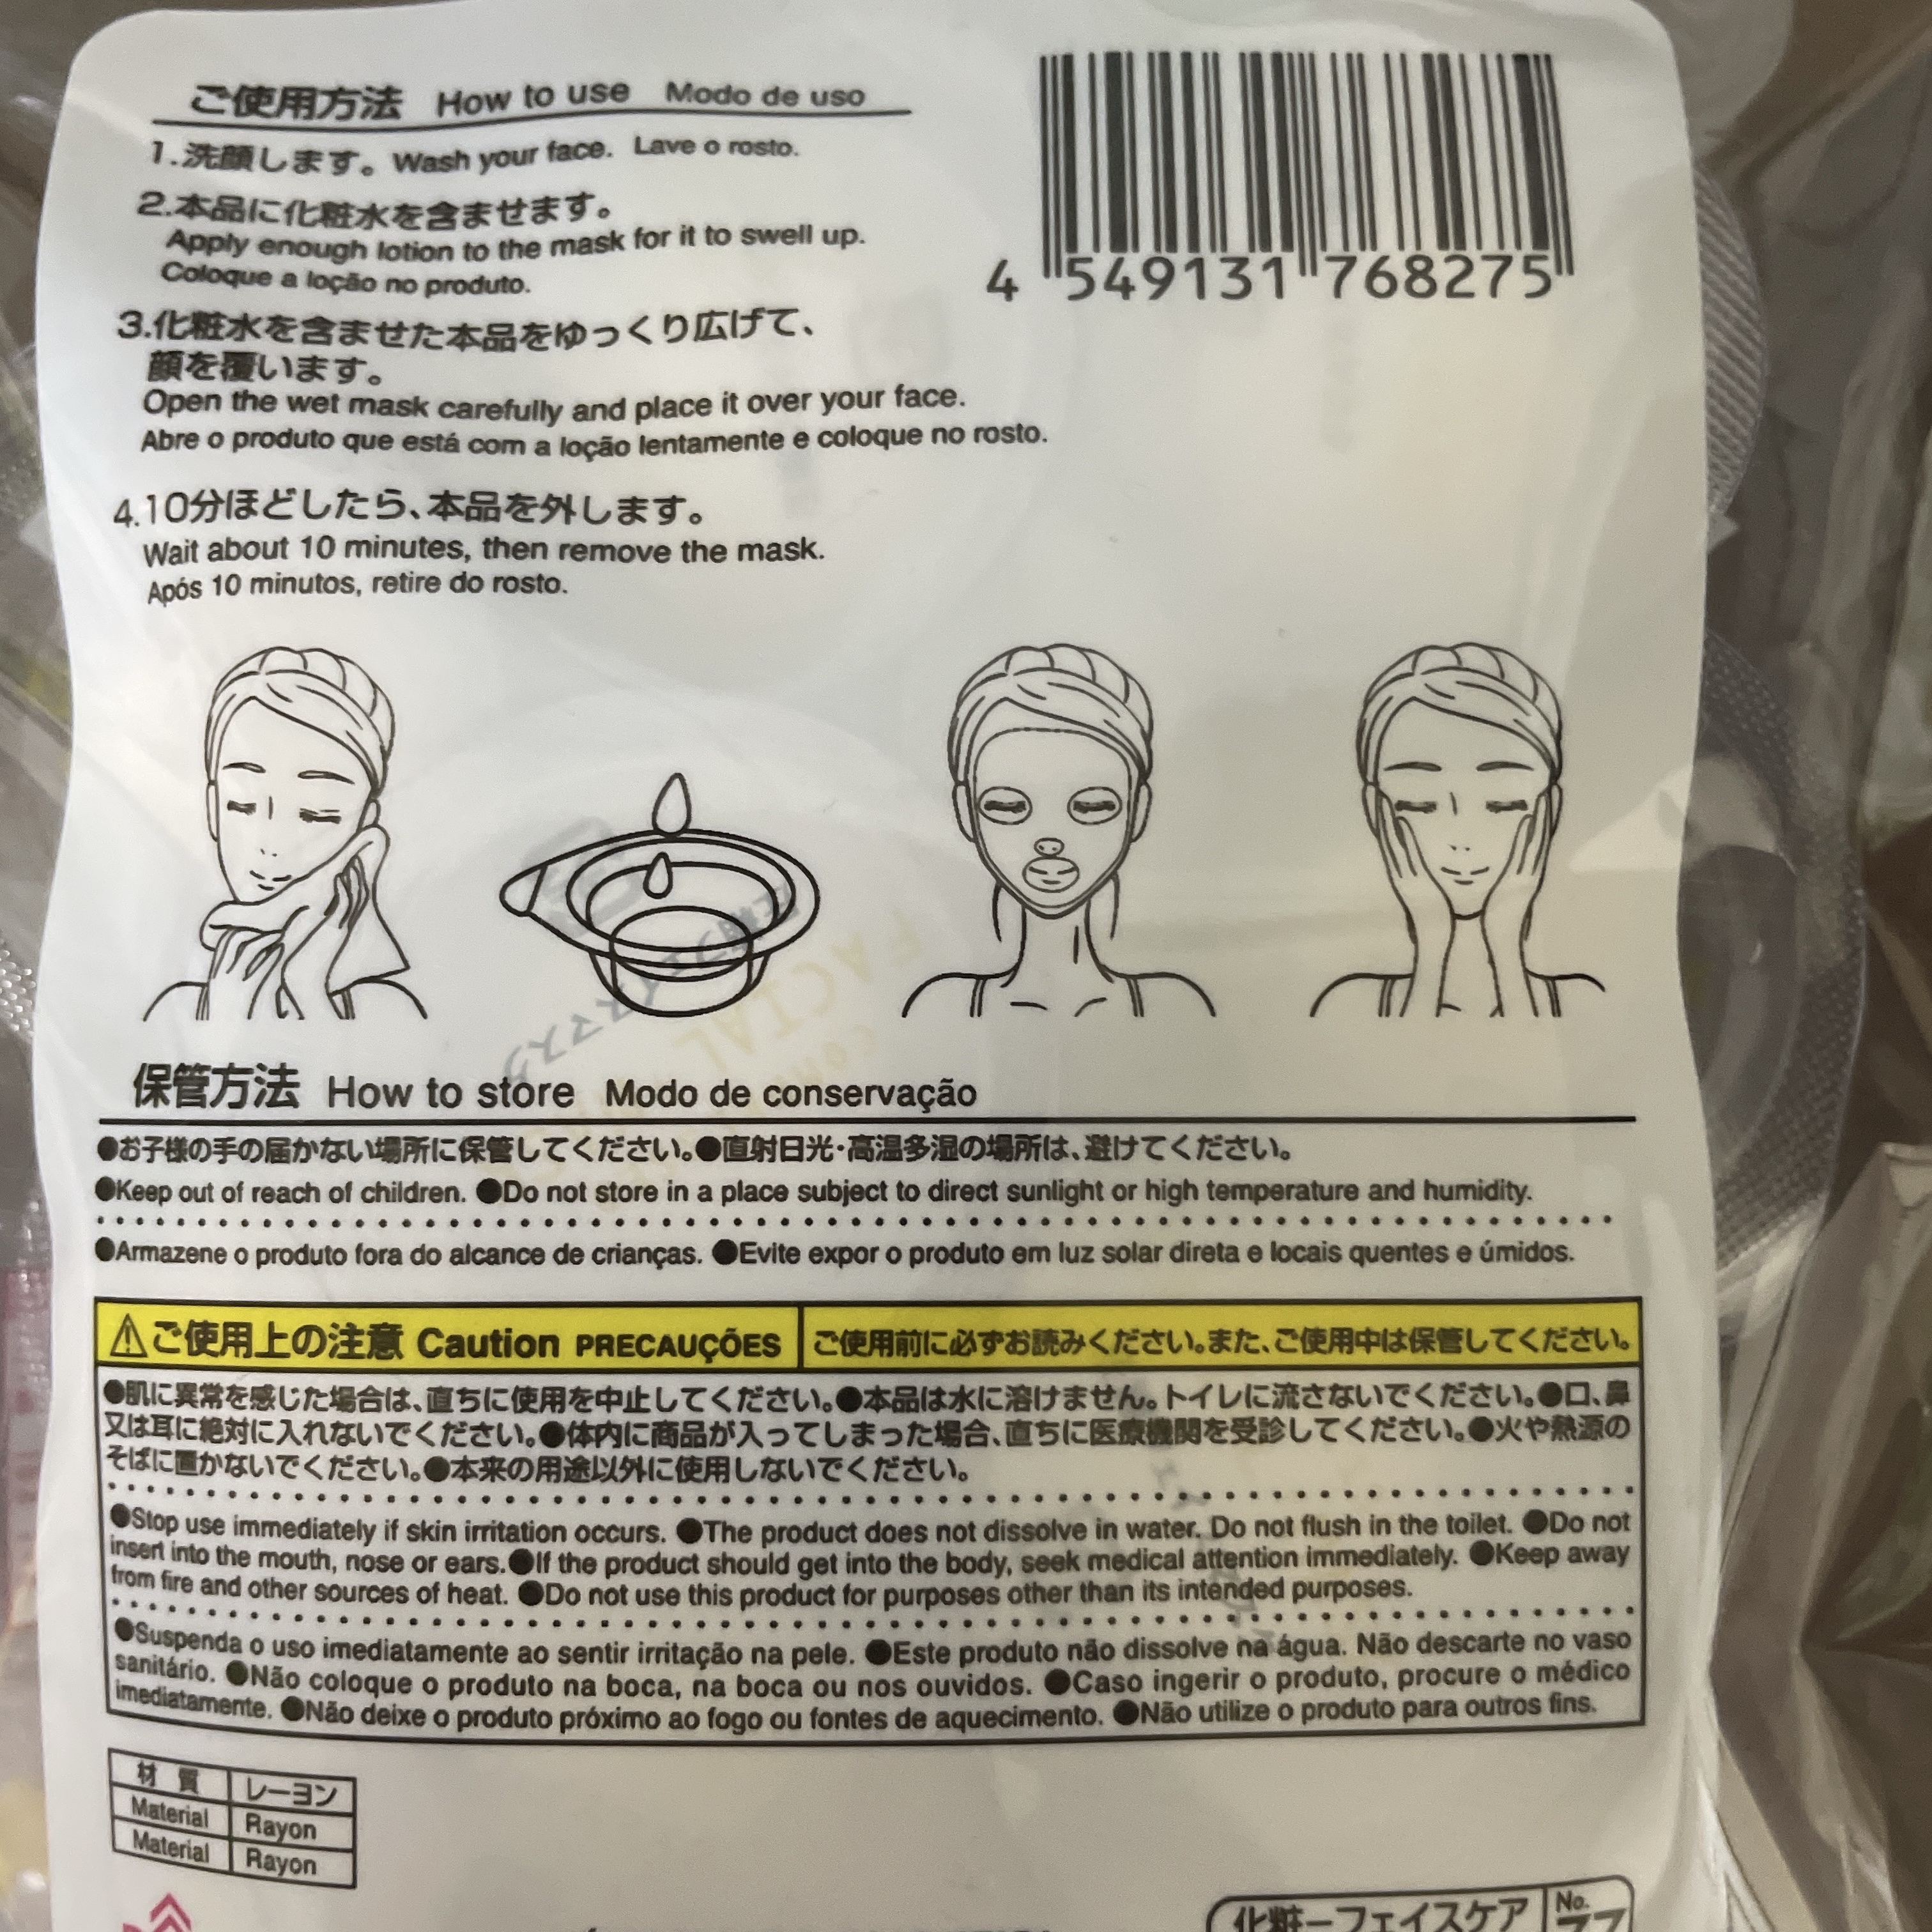 ご使用方法 How to use Modo de uso
1.洗顔します。Wash your face. Lave o rosto.
2.本品に化粧水を含ませます。
Apply enough lotion to the mask for it to swell up.
Coloque a loção no produto.
3.化粧水を含ませた本品をゆっくり広げて、
顔を覆います。
Open the wet mask carefully and place it over your face.
Abre o produto que está com a loção lentamente e coloque no rosto.
4.10分ほどしたら、本品を外します。
Wait about 10 minutes, then remove the mask.
Após 10 minutos, retire do rosto.
4 549131 768275
保管方法 How to store Modo de conservação
●お子様の手の届かない場所に保管してください。●直射日光・高温多湿の場所は、避けてください。
●Keep out of reach of children. ●Do not store in a place subject to direct sunlight or high temperature and humidity.
●Armazene o produto fora do alcance de crianças. ●Evite expor o produto em luz solar direta e locais quentes e úmidos.
⚠ご使用上の注意 Caution PRECAUÇÕES ご使用前に必ずお読みください。また、ご使用中は保管してください。
●肌に異常を感じた場合は、直ちに使用を中止してください。●本品は水に溶けません。トイレに流さないでください。●口、鼻
又は耳に絶対に入れないでください。●体内に商品が入ってしまった場合、直ちに医療機関を受診してください。●火や熱源の
そばに置かないでください。●本来の用途以外に使用しないでください。
●Stop use immediately if skin irritation occurs. ●The product does not dissolve in water. Do not flush in the toilet. ●Do not
insert into the mouth, nose or ears.●If the product should get into the body, seek medical attention immediately. ●Keep away
from fire and other sources of heat. ●Do not use this product for purposes other than its intended purposes.
●Suspenda o uso imediatamente ao sentir irritação na pele. ●Este produto não dissolve na água. Não descarte no vaso
sanitário. ●Não coloque o produto na boca, na boca ou nos ouvidos. ●Caso ingerir o produto, procure o médico
imediatamente. ●Não deixe o produto próximo ao fogo ou fontes de aquecimento. ●Não utilize o produto para outros fins.
材質 レーヨン
Material Rayon
Material Rayon
化粧ーフェイスケア No.